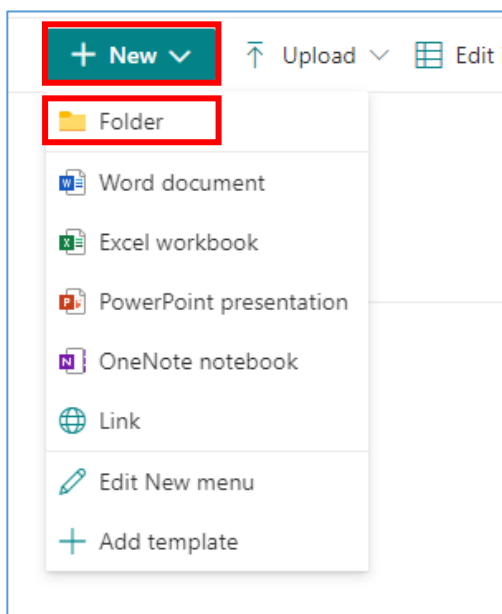 New
Upload
Edit
Folder
Word document
Excel workbook
PowerPoint presentation
OneNote notebook
Link
Edit New menu
Add template